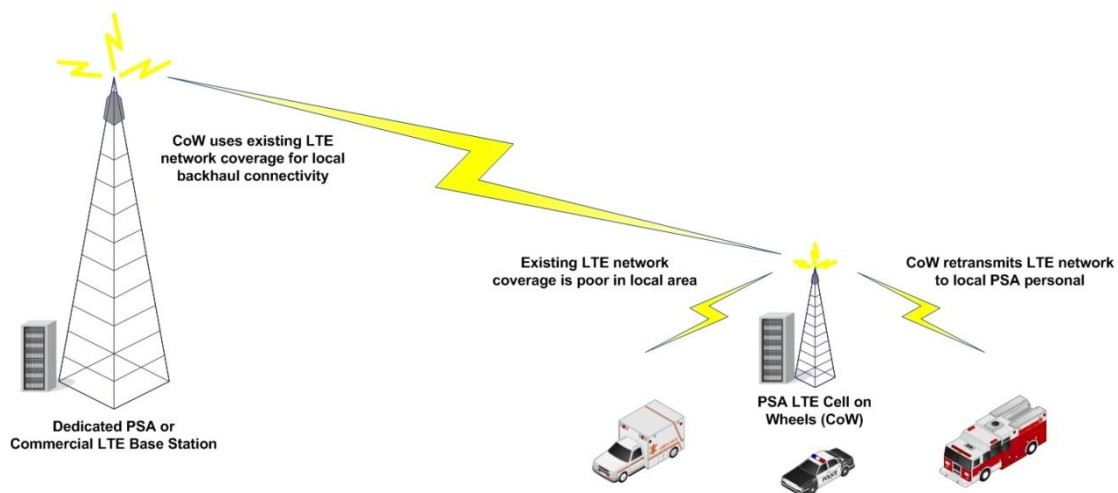 CoW uses existing LTE
network coverage for local
backhaul connectivity
Existing LTE network
coverage is poor in local area
CoW retransmits LTE network
to local PSA personal
Dedicated PSA or
Commercial LTE Base Station
PSA LTE Cell on
Wheels (CoW)
POLICE